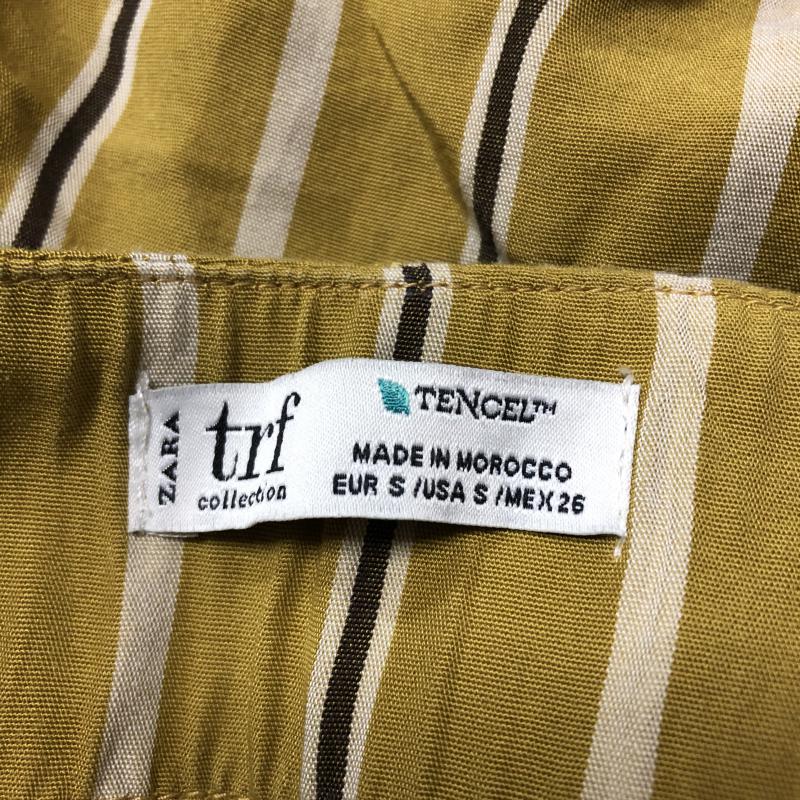 ZARA
trf
collection
TENCEL™
MADE IN MOROCCO
EUR S /USA S /MEX 26